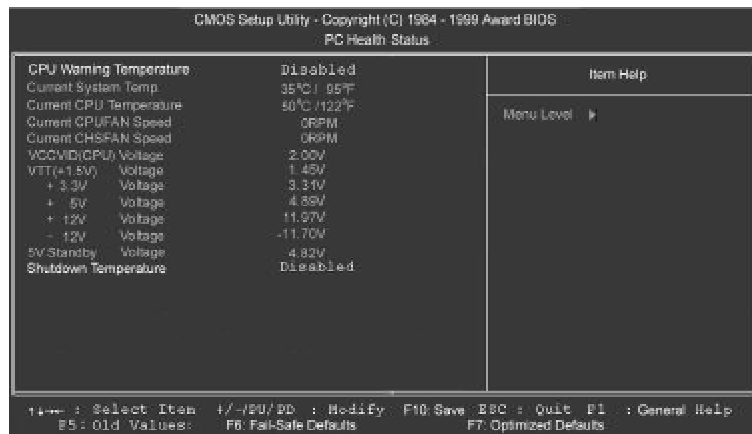 CMOS Setup Utility - Copyright (C) 1984 - 1999 Award BIOS
PC Health Status
CPU Warning Temperature Disabled
Current System Temp. 35°C / 95°F
Current CPU Temperature 50°C /122°F
Current CPUFAN Speed 0RPM
Current CHSFAN Speed 0RPM
VCCVID(CPU) Voltage 2.00V
VTT(+1.5V) Voltage 1.45V
+ 3.3V Voltage 3.31V
+ 5V Voltage 4.89V
+ 12V Voltage 11.97V
- 12V Voltage -11.70V
5V Standby Voltage 4.82V
Shutdown Temperature Disabled
Item Help
Menu Level ▶
↑↓←→ : Select Item +/-/PU/PD : Modify F10: Save ESC : Quit F1 : General Help
F5: Old Values: F6: Fail-Safe Defaults F7: Optimized Defaults